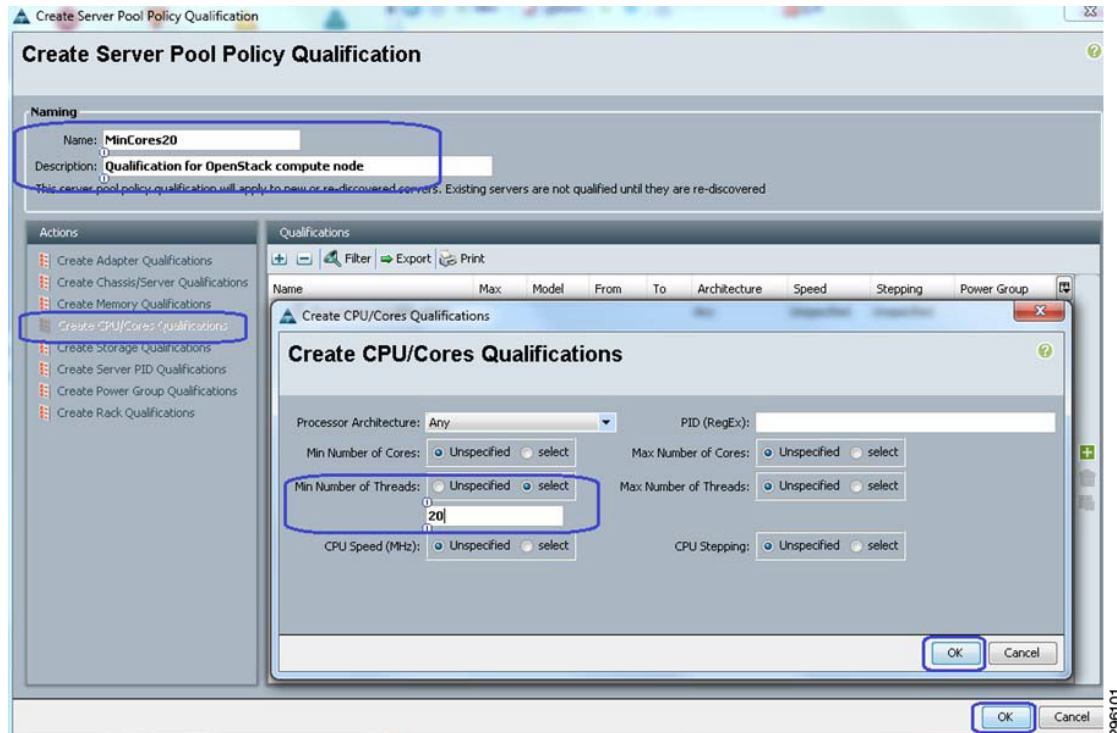 Create Server Pool Policy Qualification
Create Server Pool Policy Qualification
Naming
Name: MinCores20
Description: Qualification for OpenStack compute node
This server pool policy qualification will apply to new or re-discovered servers. Existing servers are not qualified until they are re-discovered
Actions
Create Adapter Qualifications
Create Chassis/Server Qualifications
Create Memory Qualifications
Create CPU/Cores Qualifications
Create Storage Qualifications
Create Server PID Qualifications
Create Power Group Qualifications
Create Rack Qualifications
Qualifications
Filter Export Print
Name Max Model From To Architecture Speed Stepping Power Group
Create CPU/Cores Qualifications
Create CPU/Cores Qualifications
Processor Architecture: Any PID (RegEx):
Min Number of Cores: Unspecified select Max Number of Cores: Unspecified select
Min Number of Threads: Unspecified select Max Number of Threads: Unspecified select
20
CPU Speed (MHz): Unspecified select CPU Stepping: Unspecified select
OK Cancel
OK Cancel